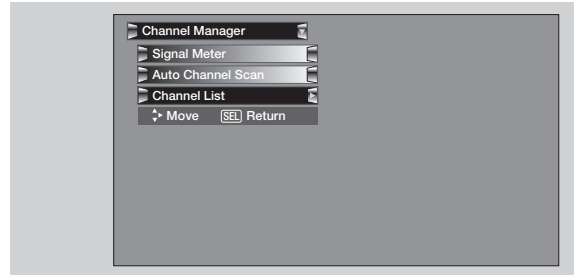 Channel Manager
Signal Meter
Auto Channel Scan
Channel List
Move SEL Return